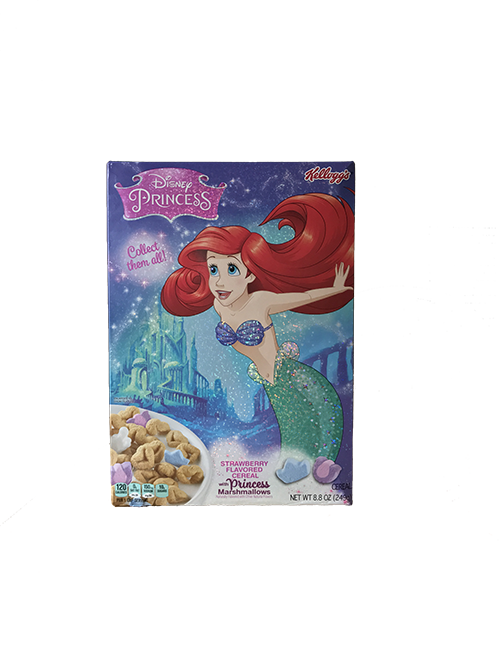 Disney
PRINCESS
Kellogg's
Collect
them all!
STRAWBERRY
FLAVORED
CEREAL
with Princess
Marshmallows
120
CEREAL
NET WT 8.8 OZ (249g